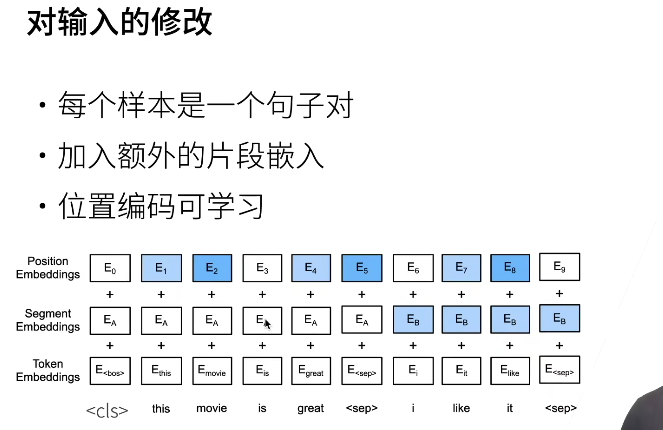 对输入的修改
• 每个样本是一个句子对
• 加入额外的片段嵌入
• 位置编码可学习
Position Embeddings E0 E1 E2 E3 E4 E5 E6 E7 E8 E9
+ + + + + + + + + +
Segment Embeddings EA EA EA E EA EA EB EB EB EB
+ + + + + + + + + +
Token Embeddings E<bos> Ethis Emovie Eis Egreat E<sep> Ei Eit Elike E<sep>
<cls> this movie is great <sep> i like it <sep>